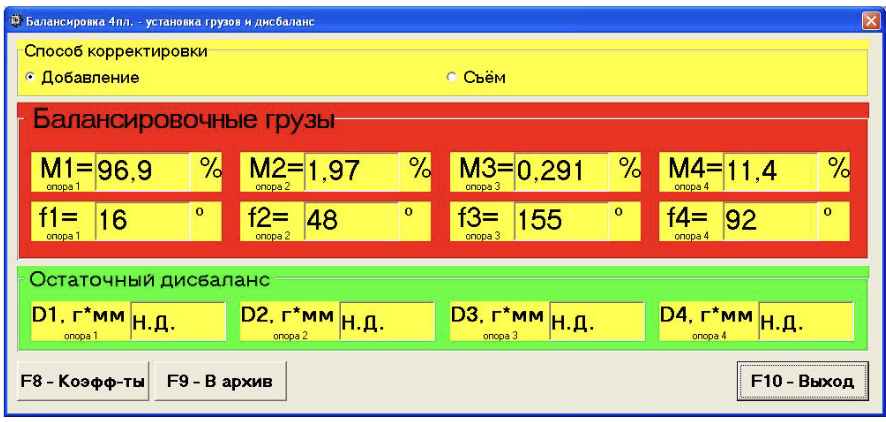 Балансировка 4пл. - установка грузов и дисбаланс
Способ корректировки
Добавление Съём
Балансировочные грузы
M1= 96,9 % M2= 1,97 % M3= 0,291 % M4= 11,4 %
опора 1 опора 2 опора 3 опора 4
f1= 16 º f2= 48 º f3= 155 º f4= 92 º
опора 1 опора 2 опора 3 опора 4
Остаточный дисбаланс
D1, г*мм Н.Д. D2, г*мм Н.Д. D3, г*мм Н.Д. D4, г*мм Н.Д.
опора 1 опора 2 опора 3 опора 4
F8 - Коэфф-ты F9 - В архив F10 - Выход